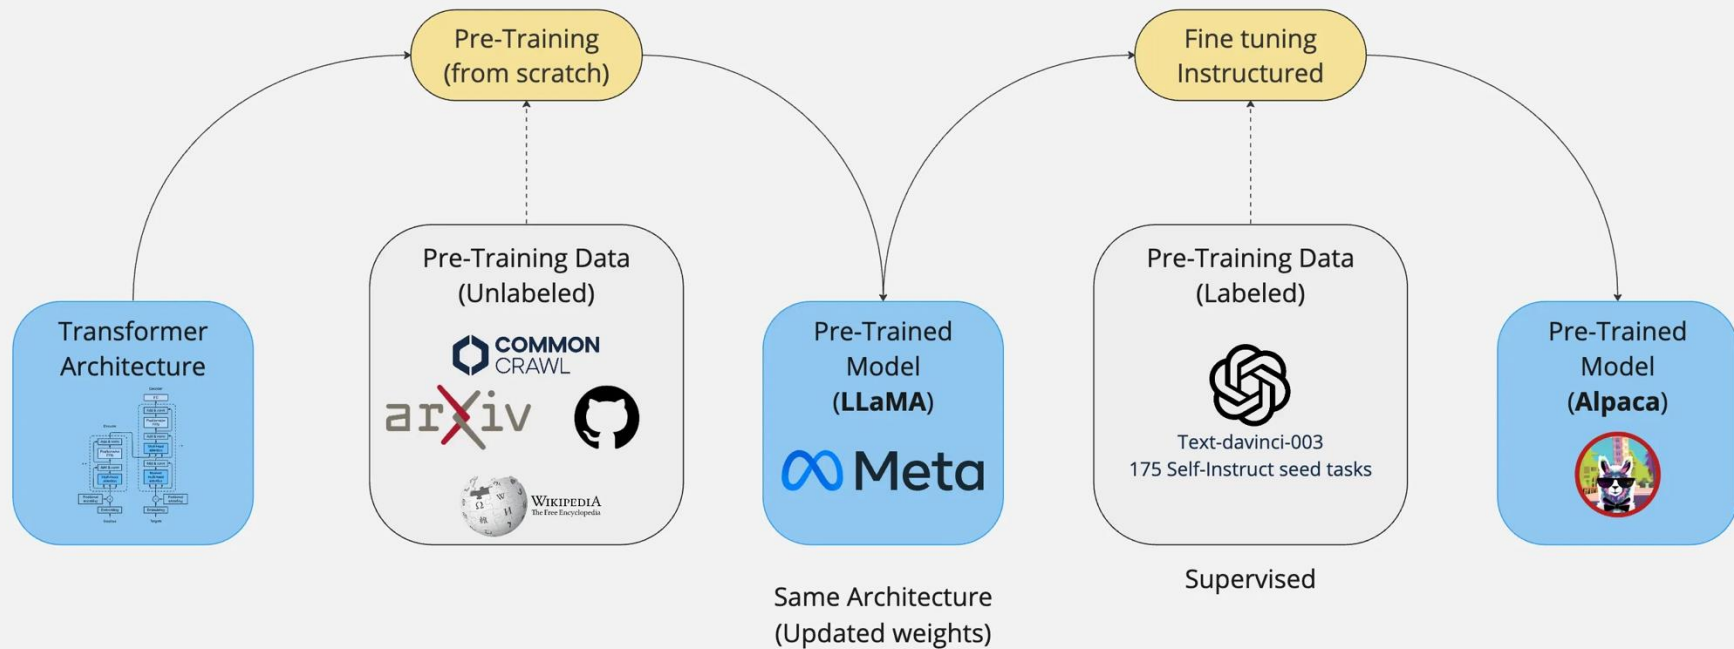 Pre-Training
(from scratch)
Fine tuning
Instructured
Transformer
Architecture
Pre-Training Data
(Unlabeled)
COMMON
CRAWL
arXiv
WIKIPEDIA
The Free Encyclopedia
Pre-Trained
Model
(LLaMA)
Meta
Same Architecture
(Updated weights)
Pre-Training Data
(Labeled)
Text-davinci-003
175 Self-Instruct seed tasks
Supervised
Pre-Trained
Model
(Alpaca)